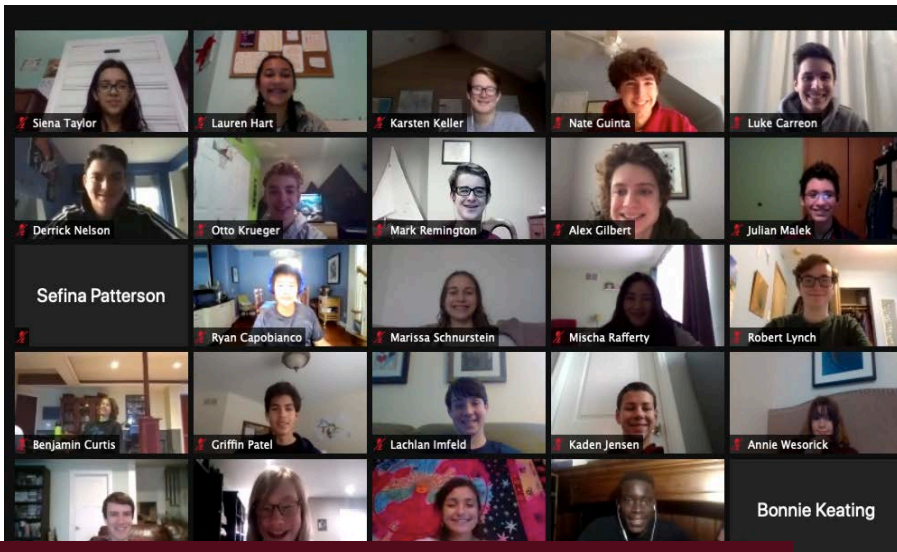 Siena Taylor
Lauren Hart
Karsten Keller
Nate Guinta
Luke Carreon
Derrick Nelson
Otto Krueger
Mark Remington
Alex Gilbert
Julian Malek
Sefina Patterson
Ryan Capobianco
Marissa Schnurstein
Mischa Rafferty
Robert Lynch
Benjamin Curtis
Griffin Patel
Lachlan Imfeld
Kaden Jensen
Annie Wesorick
Bonnie Keating